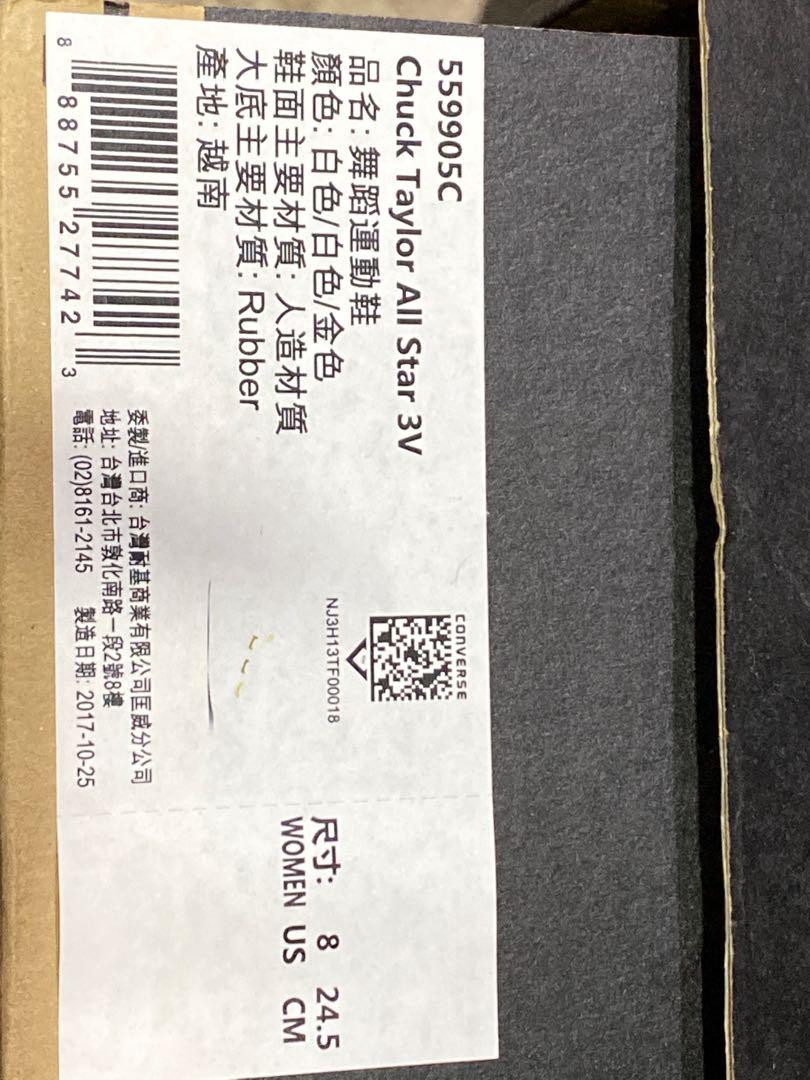 559905C
Chuck Taylor All Star 3V
品名: 舞蹈運動鞋
顏色: 白色/白色/金色
鞋面主要材質: 人造材質
大底主要材質: Rubber
產地: 越南
8 88755 27742 3
CONVERSE
NJ3H13TF00018
委製/進口商: 台灣耐基商業有限公司匡威分公司
地址: 台灣台北市敦化南路一段2號8樓
電話: (02)8161-2145 製造日期: 2017-10-25
尺寸: 8 24.5
WOMEN US CM